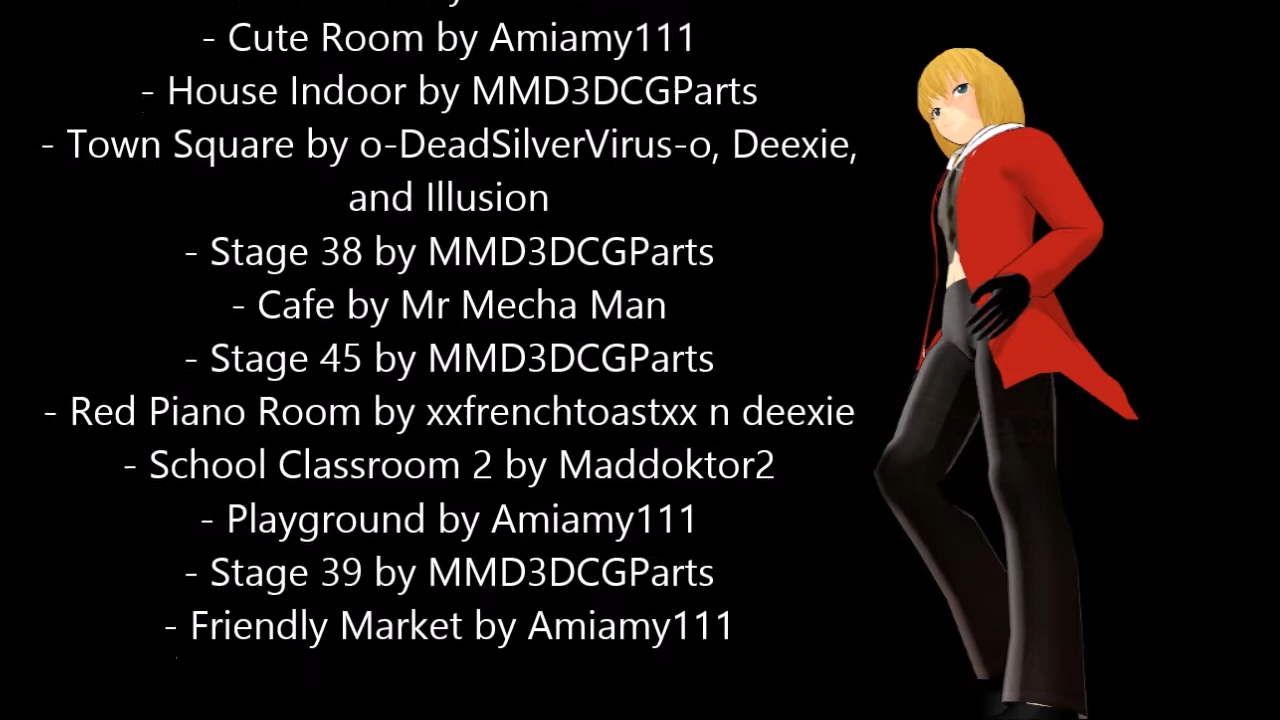 - Cute Room by Amiamy111
- House Indoor by MMD3DCGParts
- Town Square by o-DeadSilverVirus-o, Deexie,
and Illusion
- Stage 38 by MMD3DCGParts
- Cafe by Mr Mecha Man
- Stage 45 by MMD3DCGParts
- Red Piano Room by xxfrenchtoastxx n deexie
- School Classroom 2 by Maddoktor2
- Playground by Amiamy111
- Stage 39 by MMD3DCGParts
- Friendly Market by Amiamy111